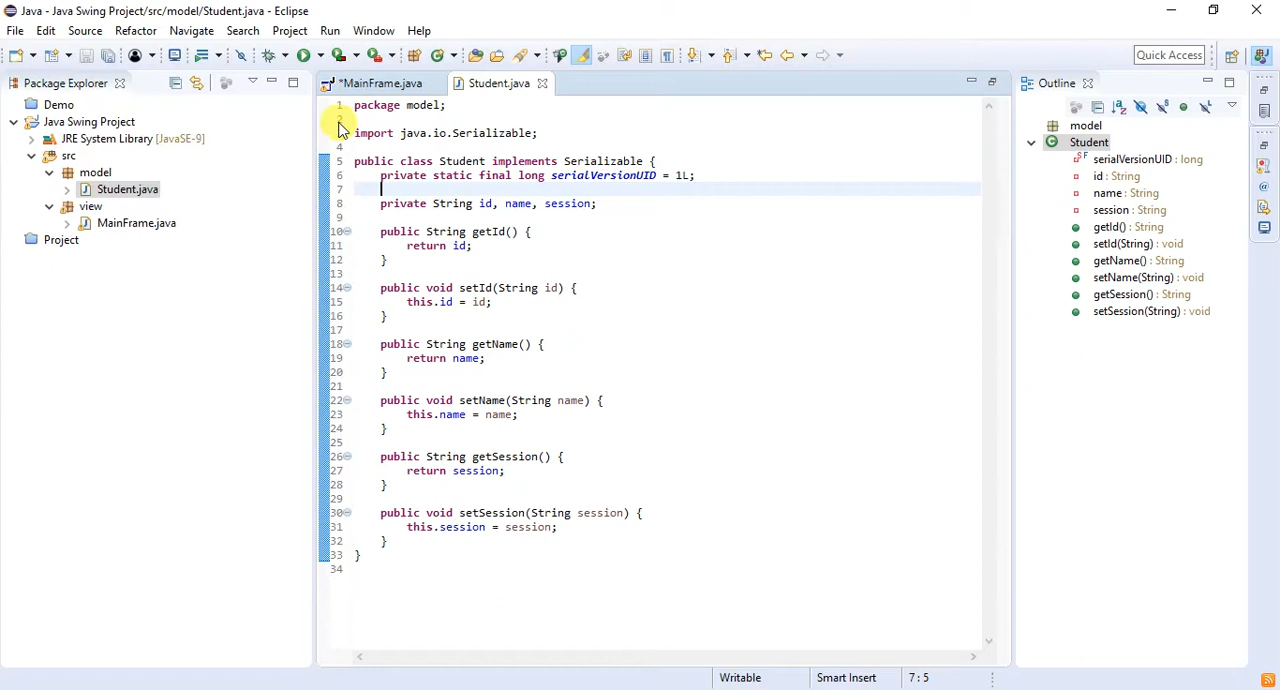 Java - Java Swing Project/src/model/Student.java - Eclipse
File Edit Source Refactor Navigate Search Project Run Window Help
Quick Access
Package Explorer
Demo
Java Swing Project
JRE System Library [JavaSE-9]
src
model
Student.java
view
MainFrame.java
Project
*MainFrame.java Student.java
1 package model;
2
3 import java.io.Serializable;
4
5 public class Student implements Serializable {
6 private static final long serialVersionUID = 1L;
7
8 private String id, name, session;
9
10 public String getId() {
11 return id;
12 }
13
14 public void setId(String id) {
15 this.id = id;
16 }
17
18 public String getName() {
19 return name;
20 }
21
22 public void setName(String name) {
23 this.name = name;
24 }
25
26 public String getSession() {
27 return session;
28 }
29
30 public void setSession(String session) {
31 this.session = session;
32 }
33 }
34
Outline
model
Student
serialVersionUID : long
id : String
name : String
session : String
getId() : String
setId(String) : void
getName() : String
setName(String) : void
getSession() : String
setSession(String) : void
Writable Smart Insert 7 : 5